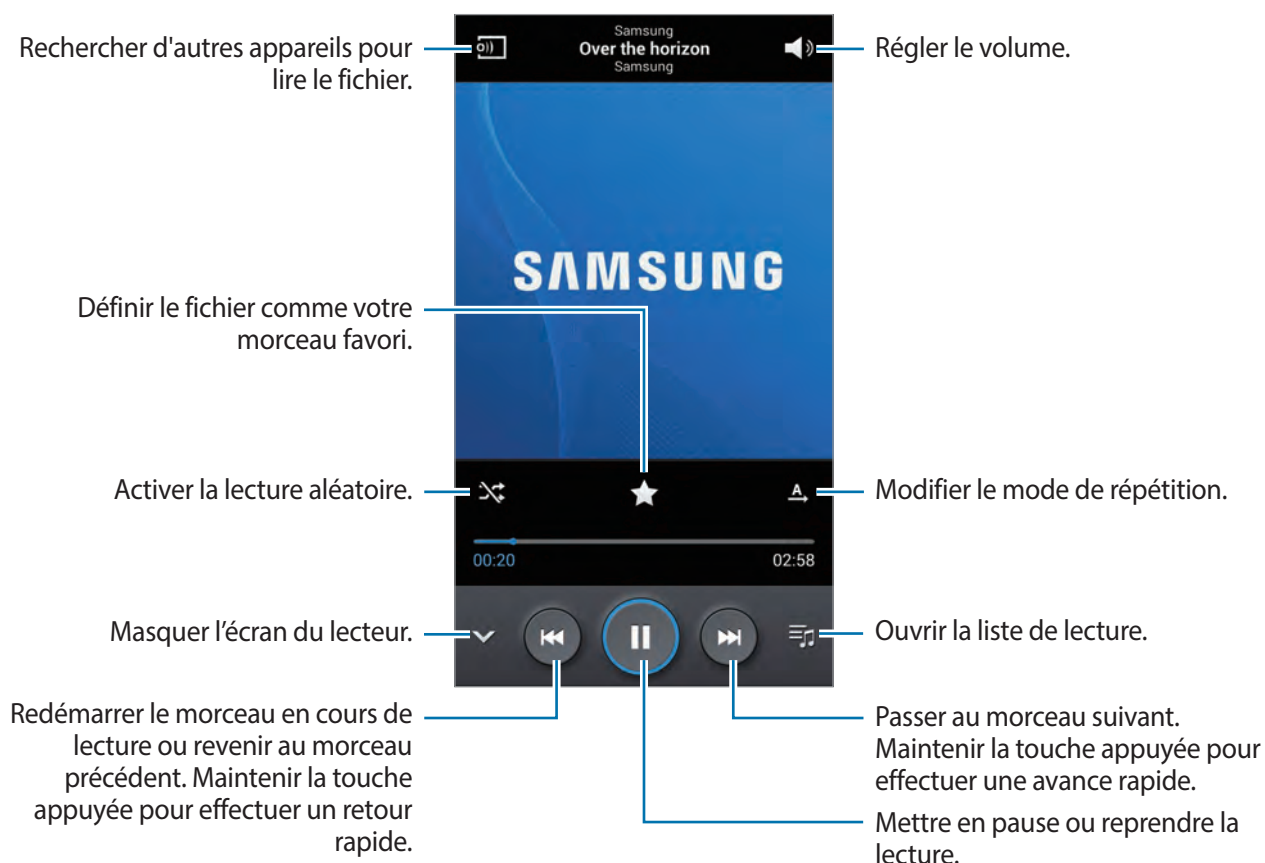 Samsung
Over the horizon
Samsung
Rechercher d'autres appareils pour
lire le fichier.
Régler le volume.
SAMSUNG
Définir le fichier comme votre
morceau favori.
Activer la lecture aléatoire.
A
Modifier le mode de répétition.
00:20
02:58
Masquer l'écran du lecteur.
Ouvrir la liste de lecture.
Redémarrer le morceau en cours de
lecture ou revenir au morceau
précédent. Maintenir la touche
appuyée pour effectuer un retour
rapide.
Passer au morceau suivant.
Maintenir la touche appuyée pour
effectuer une avance rapide.
Mettre en pause ou reprendre la
lecture.